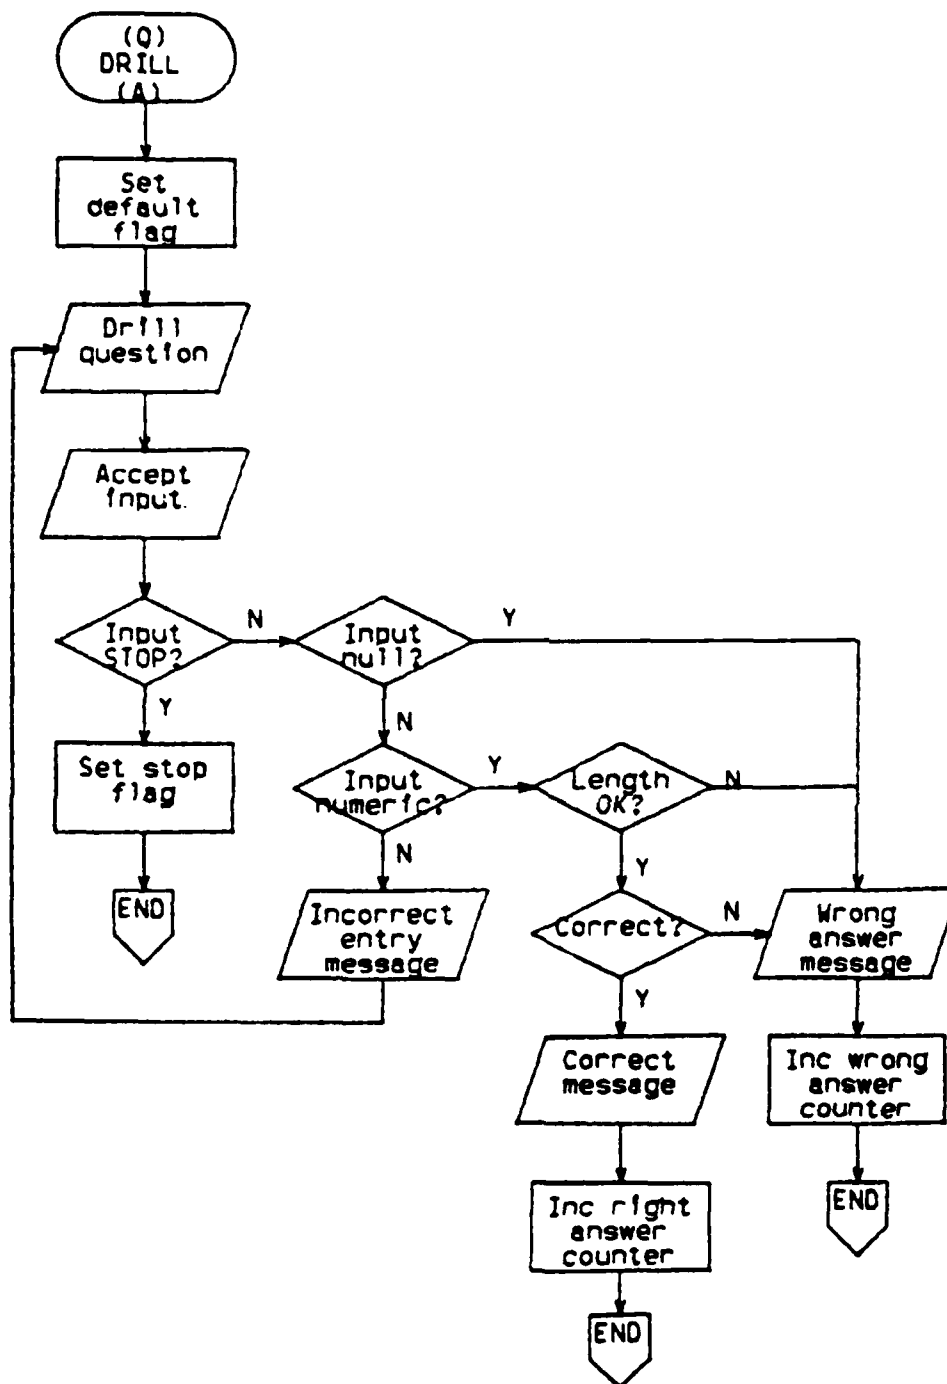 (Q)
DRILL
(A)
Set
default
flag
Drill
question
Accept
input.
Input
STOP?
N
Input
null?
Y
Y
N
Set stop
flag
Input
numeric?
Y
Length
OK?
N
N
Y
END
Incorrect
entry
message
Correct?
N
Wrong
answer
message
Y
Correct
message
Inc wrong
answer
counter
Inc right
answer
counter
END
END